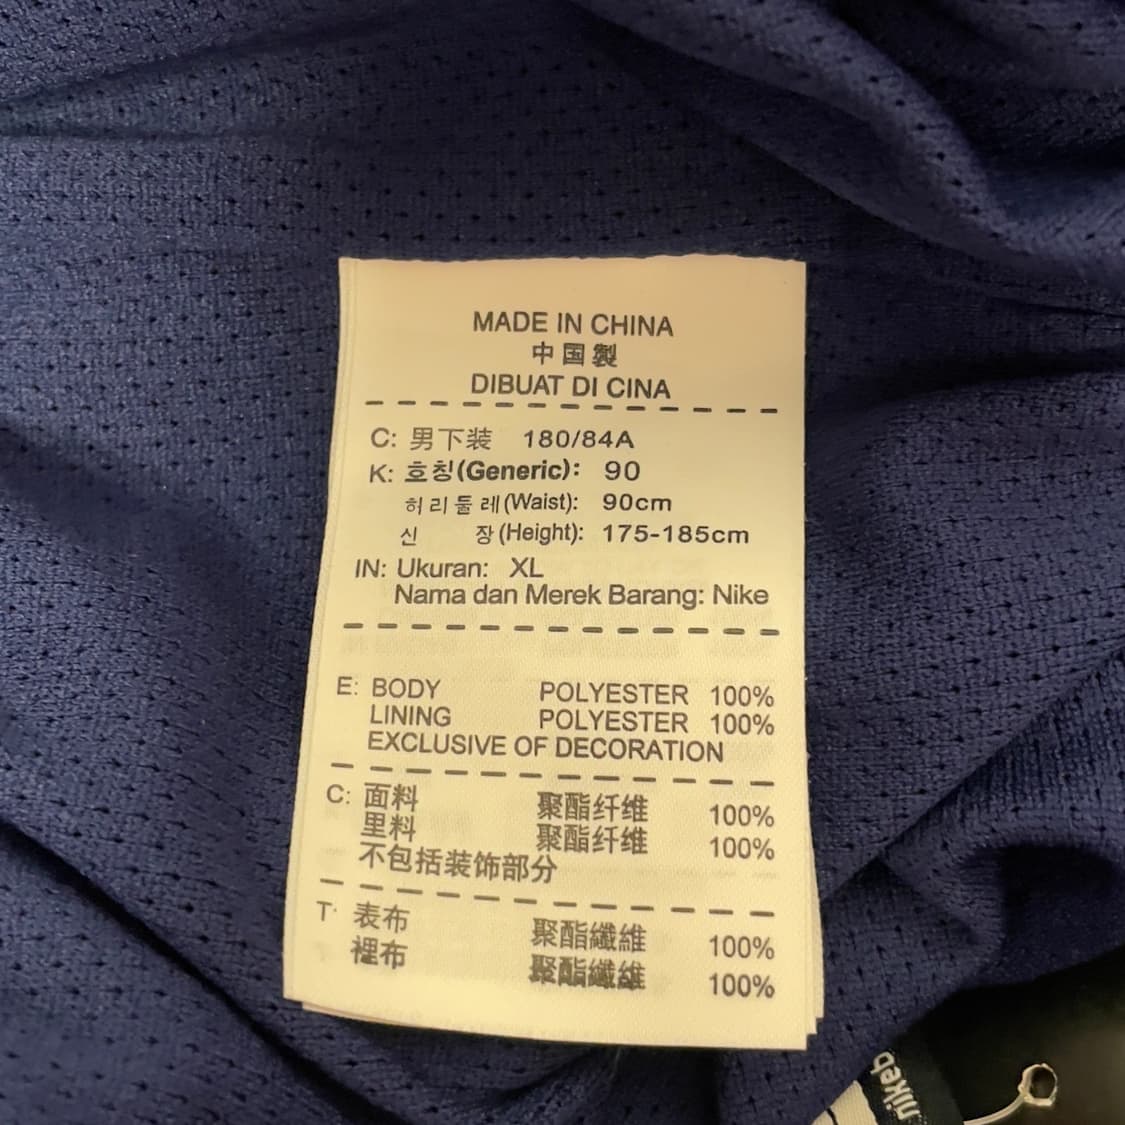 MADE IN CHINA
中国製
DIBUAT DI CINA
C: 男下装 180/84A
K: 호칭(Generic): 90
허리둘레(Waist): 90cm
신 장(Height): 175-185cm
IN: Ukuran: XL
Nama dan Merek Barang: Nike
E: BODY POLYESTER 100%
LINING POLYESTER 100%
EXCLUSIVE OF DECORATION
C: 面料 聚酯纤维 100%
里料 聚酯纤维 100%
不包括装饰部分
T: 表布 聚酯纖維 100%
裡布 聚酯纖維 100%
nikeb